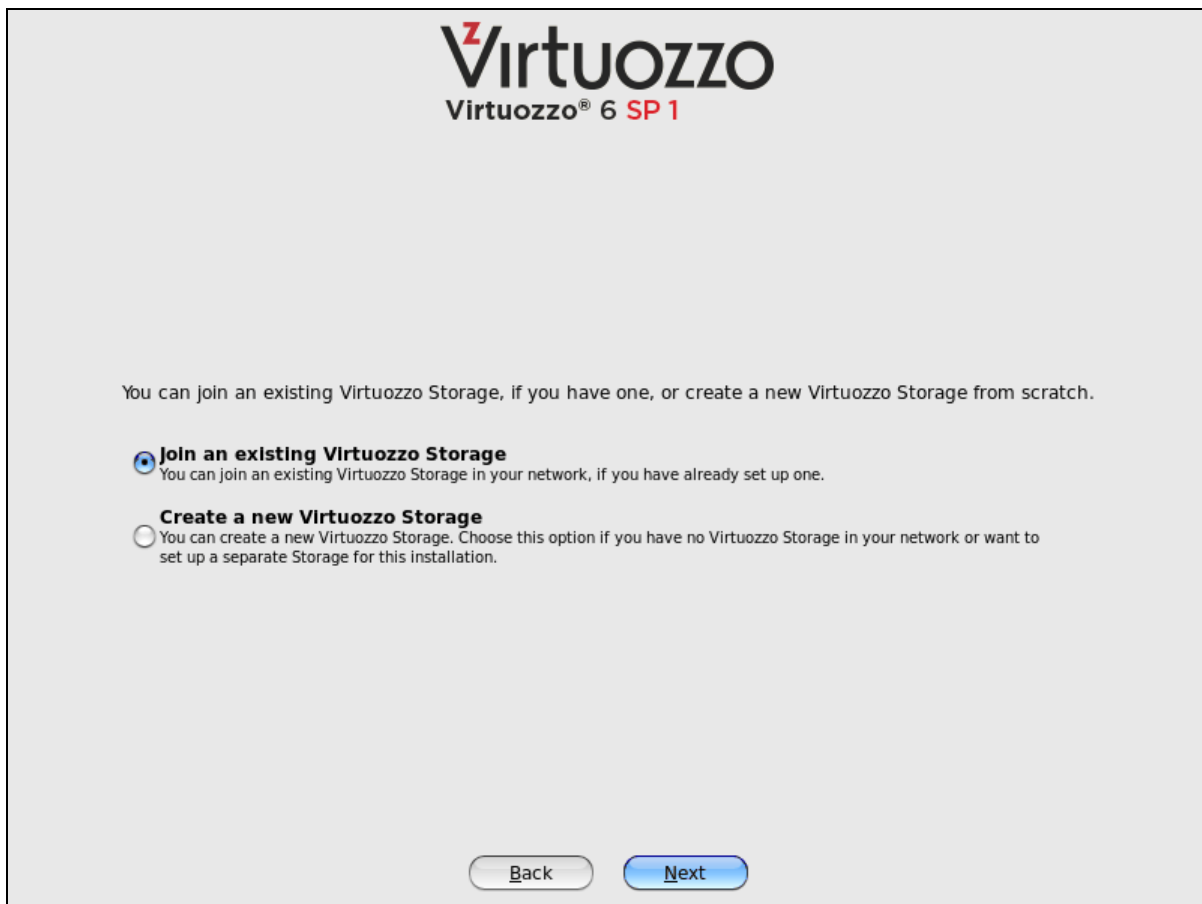 Virtuozzo
Virtuozzo® 6 SP 1
You can join an existing Virtuozzo Storage, if you have one, or create a new Virtuozzo Storage from scratch.
Join an existing Virtuozzo Storage
You can join an existing Virtuozzo Storage in your network, if you have already set up one.
Create a new Virtuozzo Storage
You can create a new Virtuozzo Storage. Choose this option if you have no Virtuozzo Storage in your network or want to
set up a separate Storage for this installation.
Back Next